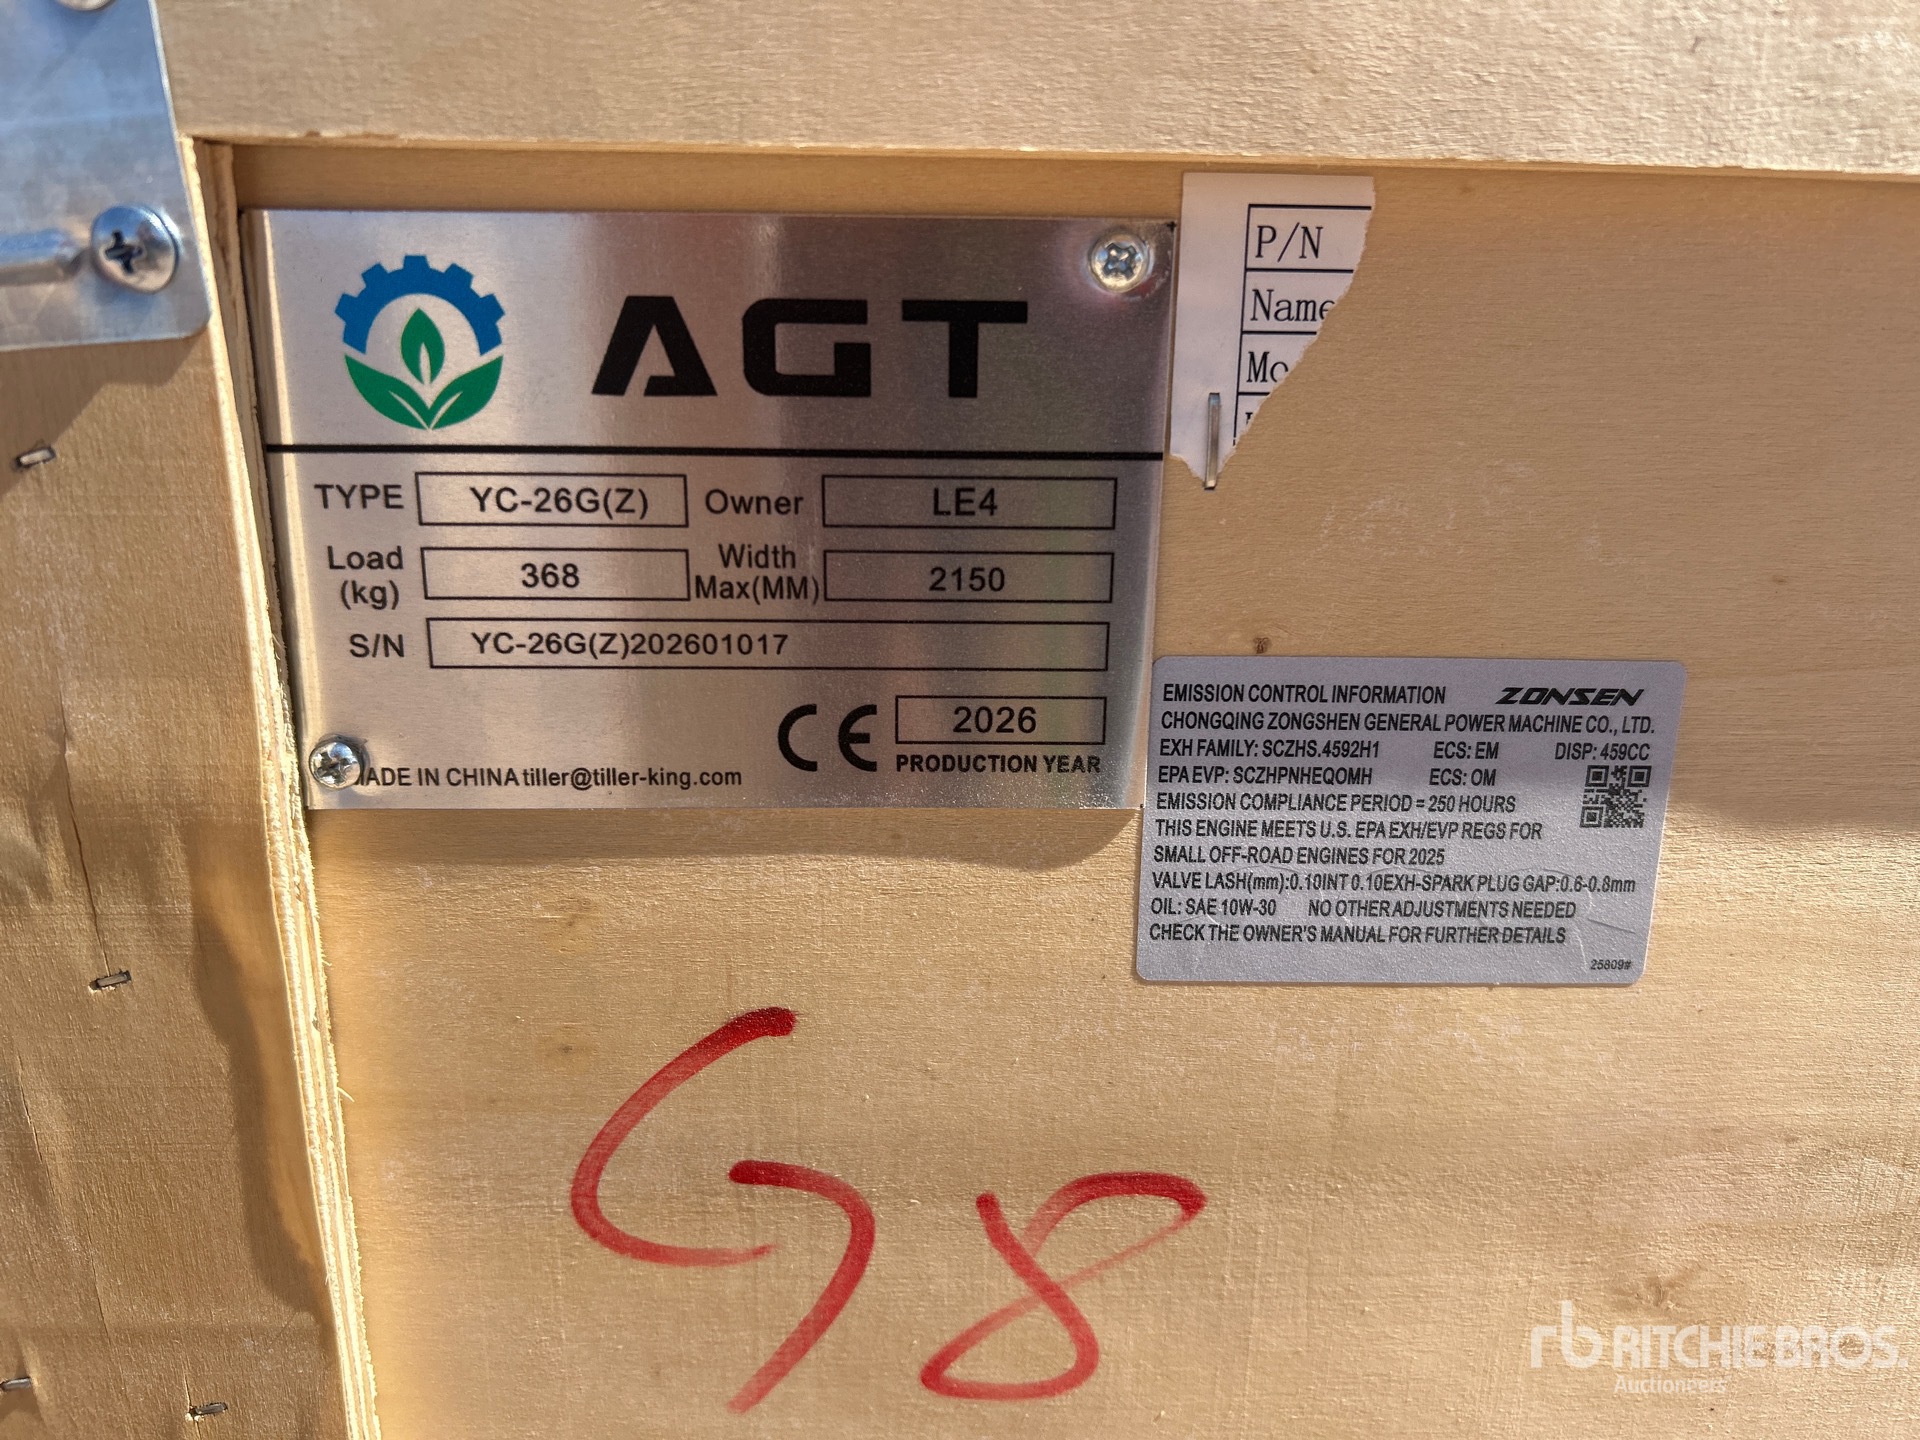 AGT
TYPE YC-26G(Z) Owner LE4
Load (kg) 368 Width Max(MM) 2150
S/N YC-26G(Z)202601017
CE 2026
PRODUCTION YEAR
MADE IN CHINA tiller@tiller-king.com
P/N
Name
EMISSION CONTROL INFORMATION ZONSEN
CHONGQING ZONGSHEN GENERAL POWER MACHINE CO., LTD.
EXH FAMILY: SCZHS.4592H1 ECS: EM DISP: 459CC
EPA EVP: SCZHPNHEQOMH ECS: OM
EMISSION COMPLIANCE PERIOD = 250 HOURS
THIS ENGINE MEETS U.S. EPA EXH/EVP REGS FOR
SMALL OFF-ROAD ENGINES FOR 2025
VALVE LASH(mm):0.10INT 0.10EXH-SPARK PLUG GAP:0.6-0.8mm
OIL: SAE 10W-30 NO OTHER ADJUSTMENTS NEEDED
CHECK THE OWNER'S MANUAL FOR FURTHER DETAILS
25809#
G8
rb RITCHIE BROS.
Auctioneers